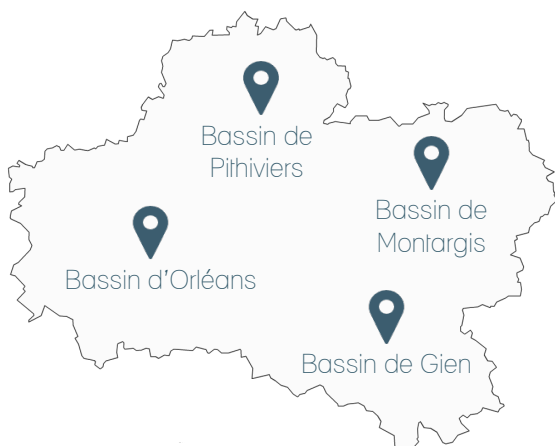 Bassin de
Pithiviers
Bassin de
Montargis
Bassin d'Orléans
Bassin de Gien